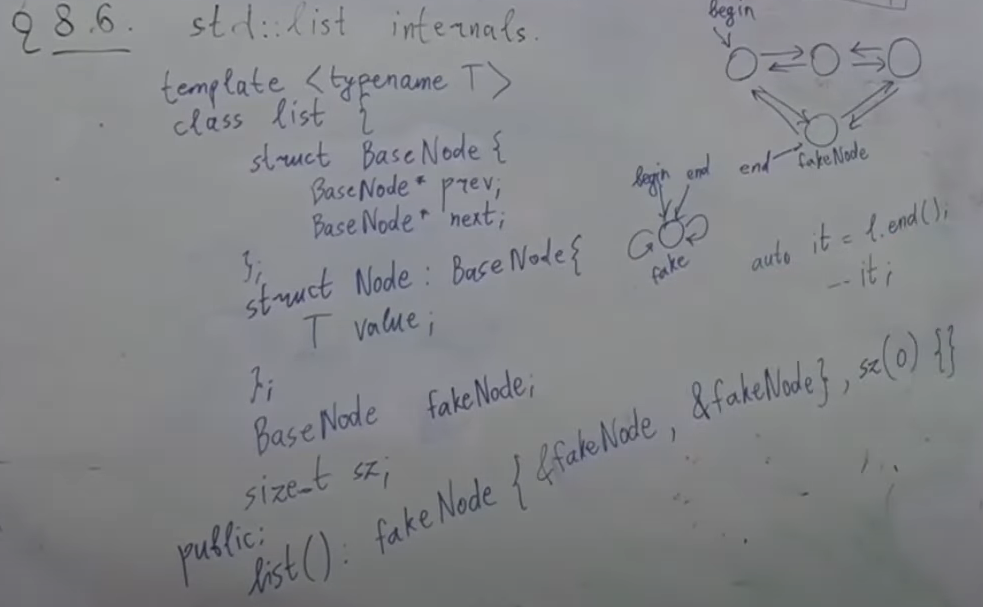 § 8.6. std::list internals.
template <typename T>
class list {
struct BaseNode {
BaseNode* prev;
BaseNode* next;
};
struct Node : BaseNode {
T value;
};
BaseNode fakeNode;
size_t sz;
public:
list(): fakeNode { &fakeNode, &fakeNode}, sz(0) {}
begin
end
fakeNode
begin end
fake
auto it = l.end();
-- it;